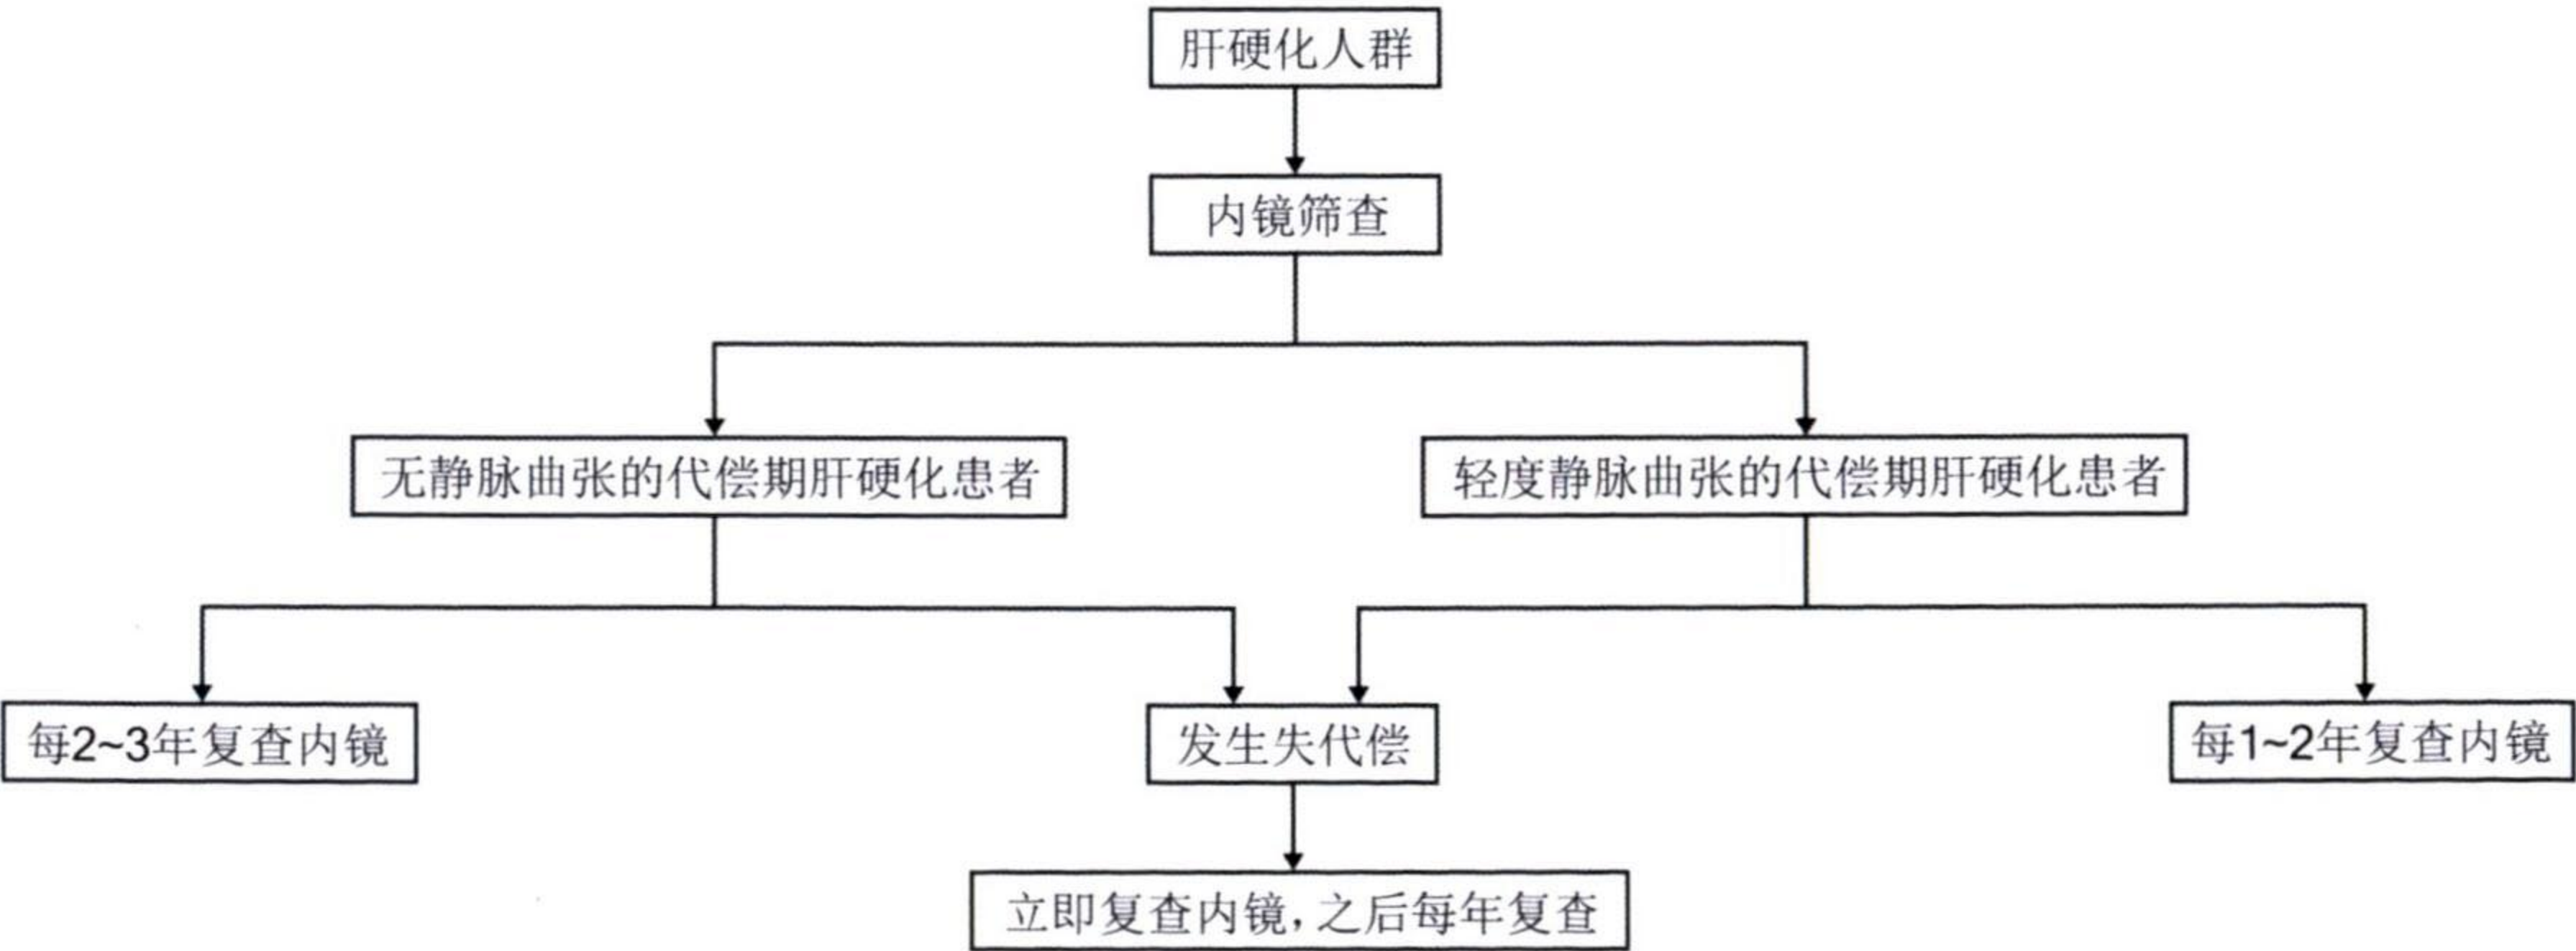 肝硬化人群
内镜筛查
无静脉曲张的代偿期肝硬化患者
轻度静脉曲张的代偿期肝硬化患者
每2~3年复查内镜
发生失代偿
每1~2年复查内镜
立即复查内镜,之后每年复查